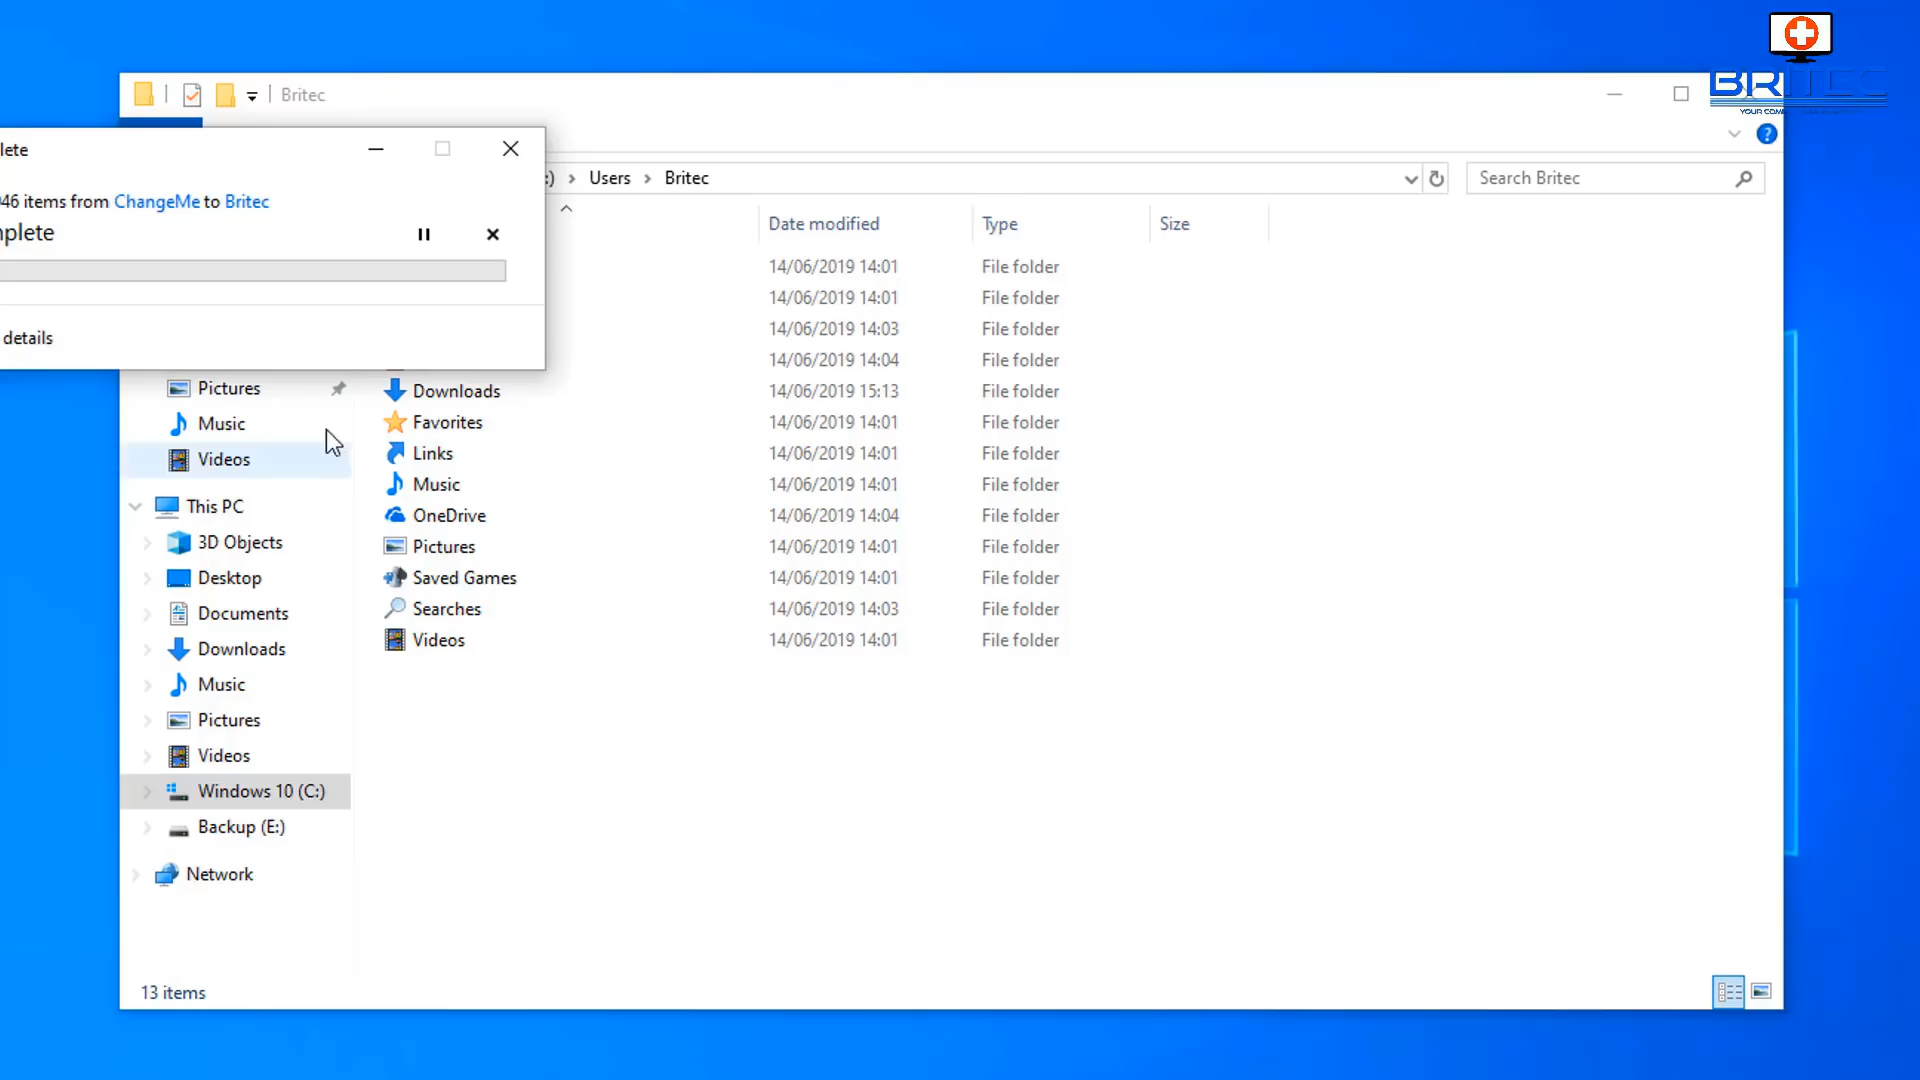 Britec
BRITEC
YOUR COM
lete
46 items from ChangeMe to Britec
mplete
details
:) > Users > Britec
Search Britec
Date modified Type Size
14/06/2019 14:01 File folder
14/06/2019 14:01 File folder
14/06/2019 14:03 File folder
14/06/2019 14:04 File folder
Downloads 14/06/2019 15:13 File folder
Favorites 14/06/2019 14:01 File folder
Links 14/06/2019 14:01 File folder
Music 14/06/2019 14:01 File folder
OneDrive 14/06/2019 14:04 File folder
Pictures 14/06/2019 14:01 File folder
Saved Games 14/06/2019 14:01 File folder
Searches 14/06/2019 14:03 File folder
Videos 14/06/2019 14:01 File folder
Pictures
Music
Videos
This PC
3D Objects
Desktop
Documents
Downloads
Music
Pictures
Videos
Windows 10 (C:)
Backup (E:)
Network
13 items